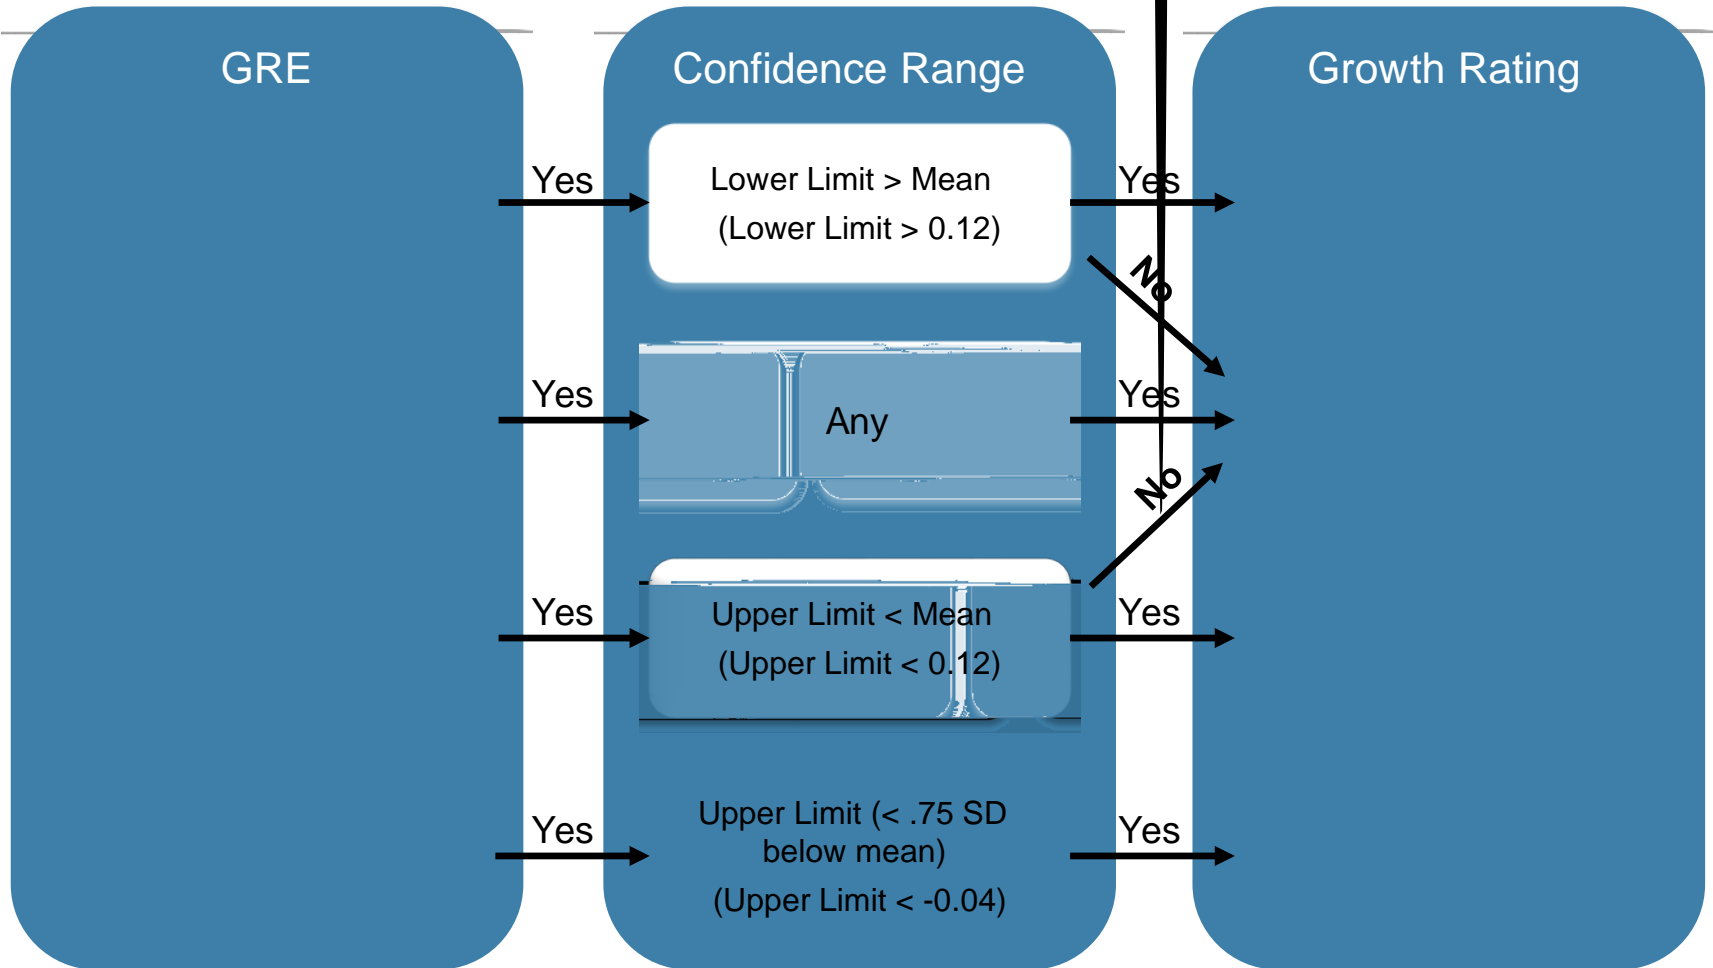 GRE
Confidence Range
Growth Rating
Yes
Lower Limit > Mean
(Lower Limit > 0.12)
Yes
No
Yes
Any
Yes
No
Yes
Upper Limit < Mean
(Upper Limit < 0.12)
Yes
Yes
Upper Limit (< .75 SD
below mean)
(Upper Limit < -0.04)
Yes